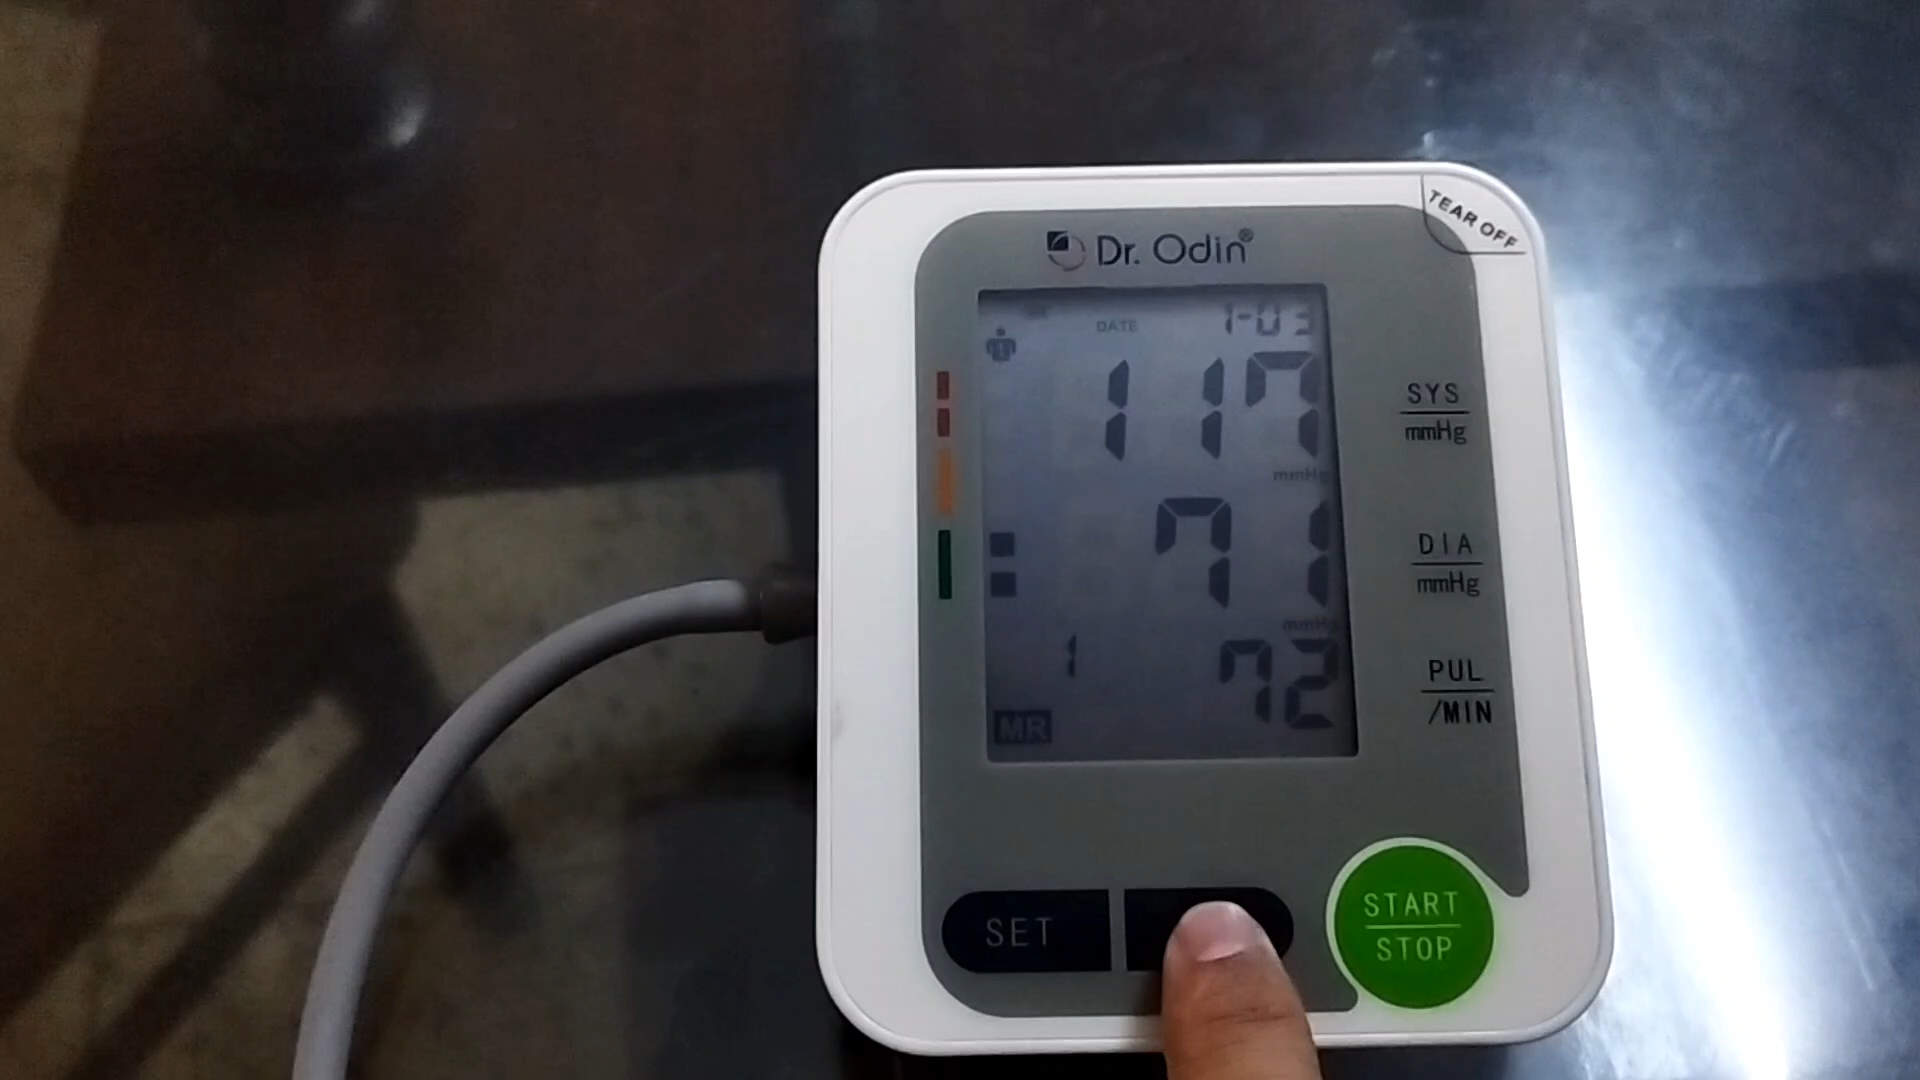 TEAR OFF
Dr. Odin®
DATE 1-03
117
SYS
mmHg
mmHg
71
DIA
mmHg
mmHg
1 72
PUL
/MIN
MR
SET
START
STOP